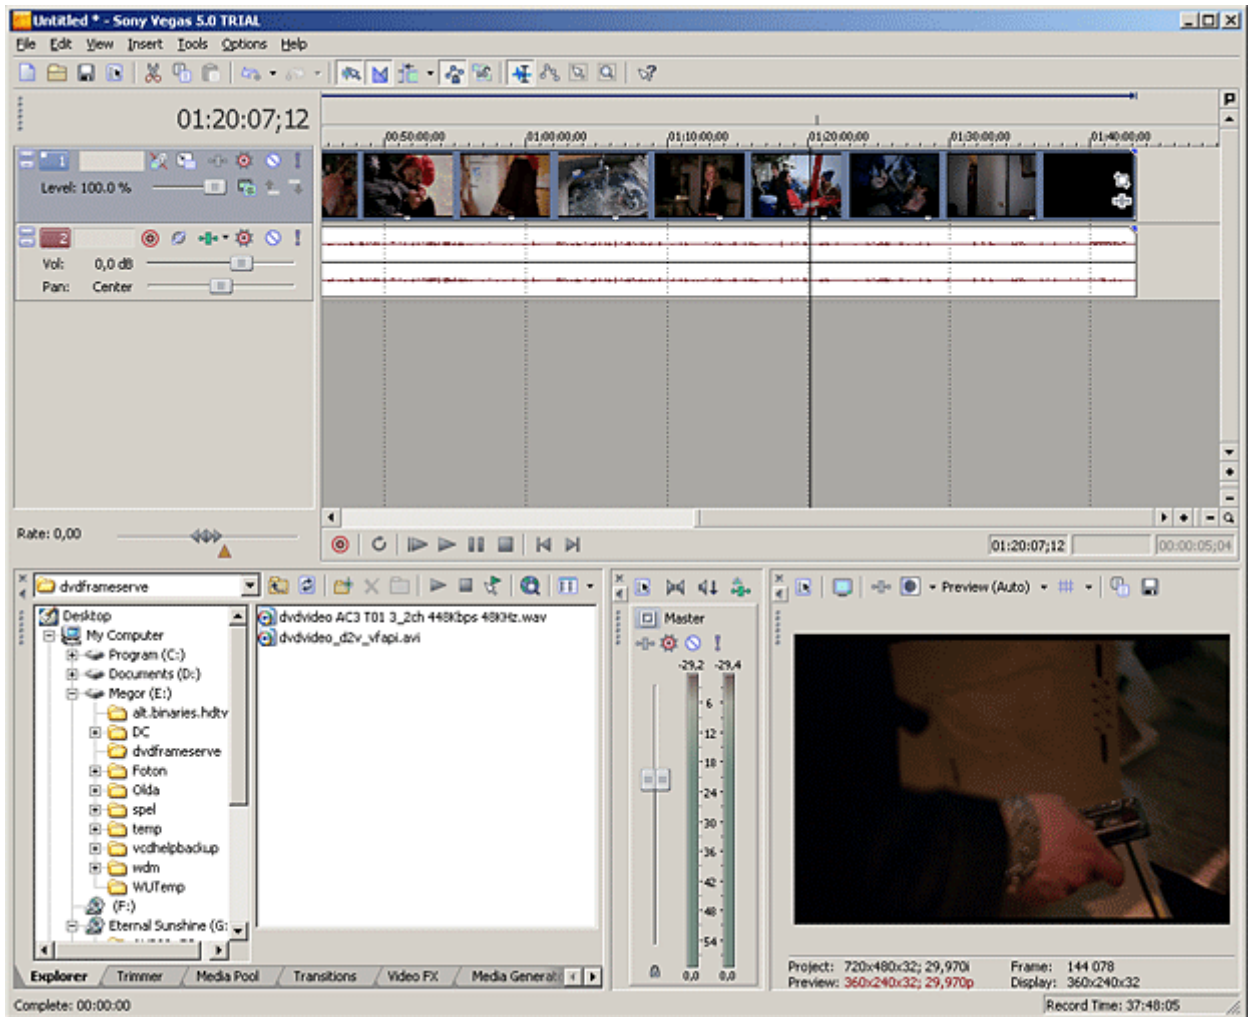 Untitled * - Sony Vegas 5.0 TRIAL
File Edit View Insert Tools Options Help
01:20:07;12
00:50:00;00 01:00:00;00 01:10:00;00 01:20:00;00 01:30:00;00 01:40:00;00
1
Level: 100.0 %
2
Vol: 0,0 dB
Pan: Center
Rate: 0,00
01:20:07;12 00:00:05;04
dvdframeserve
Preview (Auto)
Desktop
My Computer
Program (C:)
Documents (D:)
Megor (E:)
alt.binaries.hdtv
DC
dvdframeserve
Foton
Olda
spel
temp
vcdhelpbackup
wdm
WUTemp
(F:)
Eternal Sunshine (G:
dvdvideo AC3 T01 3_2ch 448Kbps 48KHz.wav
dvdvideo_d2v_vfapi.avi
Master
-29,2 -29,4
6
12
18
24
30
36
42
48
54
0,0 0,0
Explorer Trimmer Media Pool Transitions Video FX Media Generat
Project: 720x480x32; 29,970i Frame: 144 078
Preview: 360x240x32; 29,970p Display: 360x240x32
Complete: 00:00:00
Record Time: 37:48:05